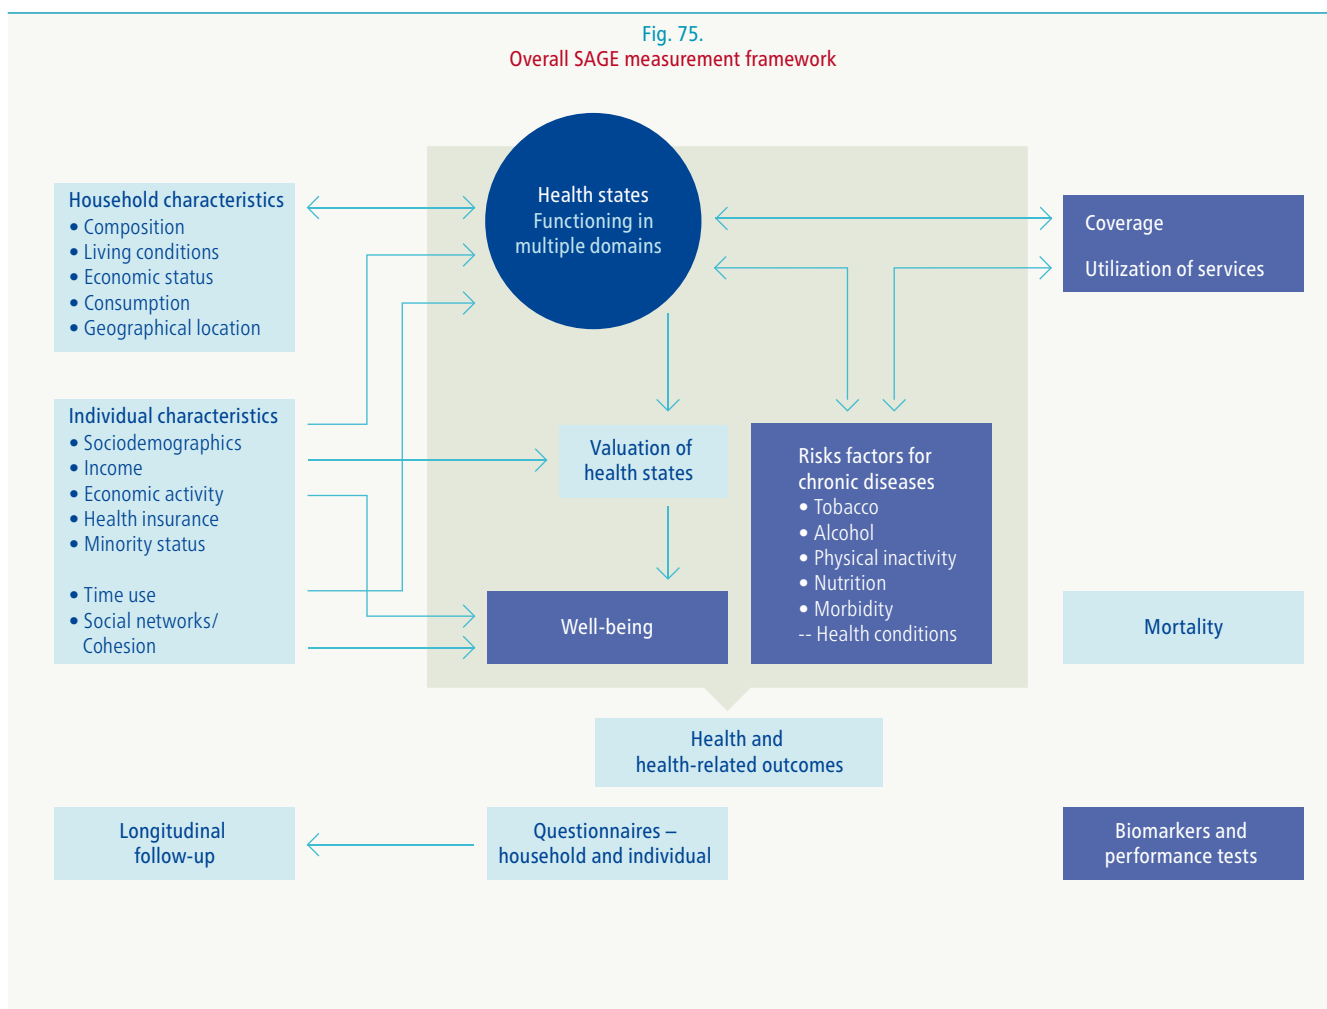 Fig. 75.
Overall SAGE measurement framework
Health states
Functioning in
multiple domains
Household characteristics
• Composition
• Living conditions
• Economic status
• Consumption
• Geographical location
Coverage
Utilization of services
Individual characteristics
• Sociodemographics
• Income
• Economic activity
• Health insurance
• Minority status
• Time use
• Social networks/
Cohesion
Valuation of
health states
Risks factors for
chronic diseases
• Tobacco
• Alcohol
• Physical inactivity
• Nutrition
• Morbidity
-- Health conditions
Well-being
Mortality
Health and
health-related outcomes
Longitudinal
follow-up
Questionnaires –
household and individual
Biomarkers and
performance tests